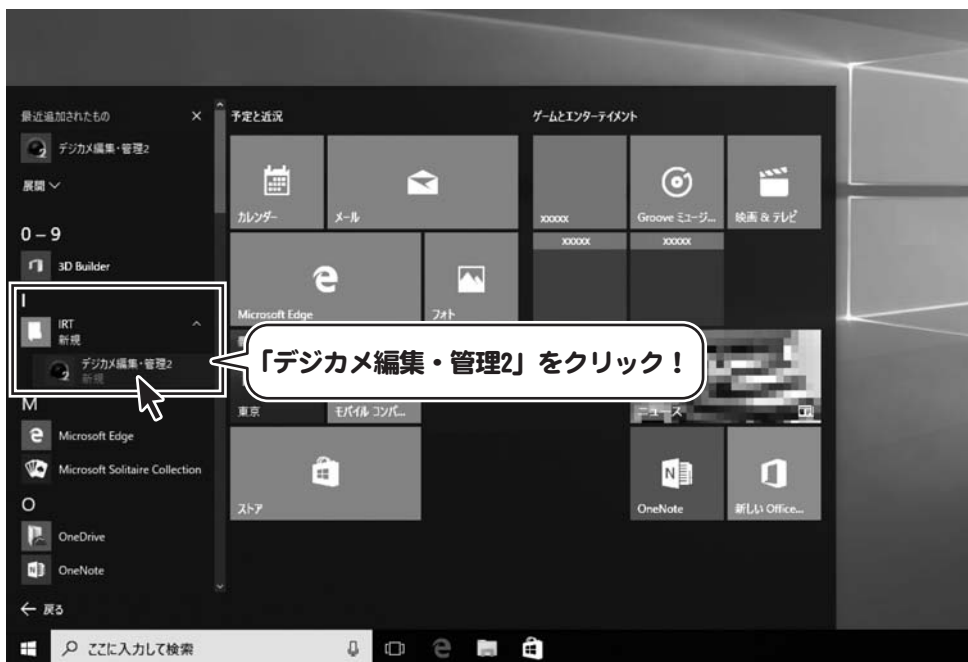 最近追加されたもの
デジカメ編集・管理2
展開
0 – 9
3D Builder
I
IRT
新規
デジカメ編集・管理2
新規
M
Microsoft Edge
Microsoft Solitaire Collection
O
OneDrive
OneNote
戻る
予定と近況
カレンダー
メール
Microsoft Edge
フォト
東京
モバイル コンパ...
ストア
ゲームとエンターテイメント
xxxxx
Groove ミュージ...
映画 & テレビ
xxxxx
xxxxx
ニュース
OneNote
新しい Office...
「デジカメ編集・管理2」をクリック！
ここに入力して検索